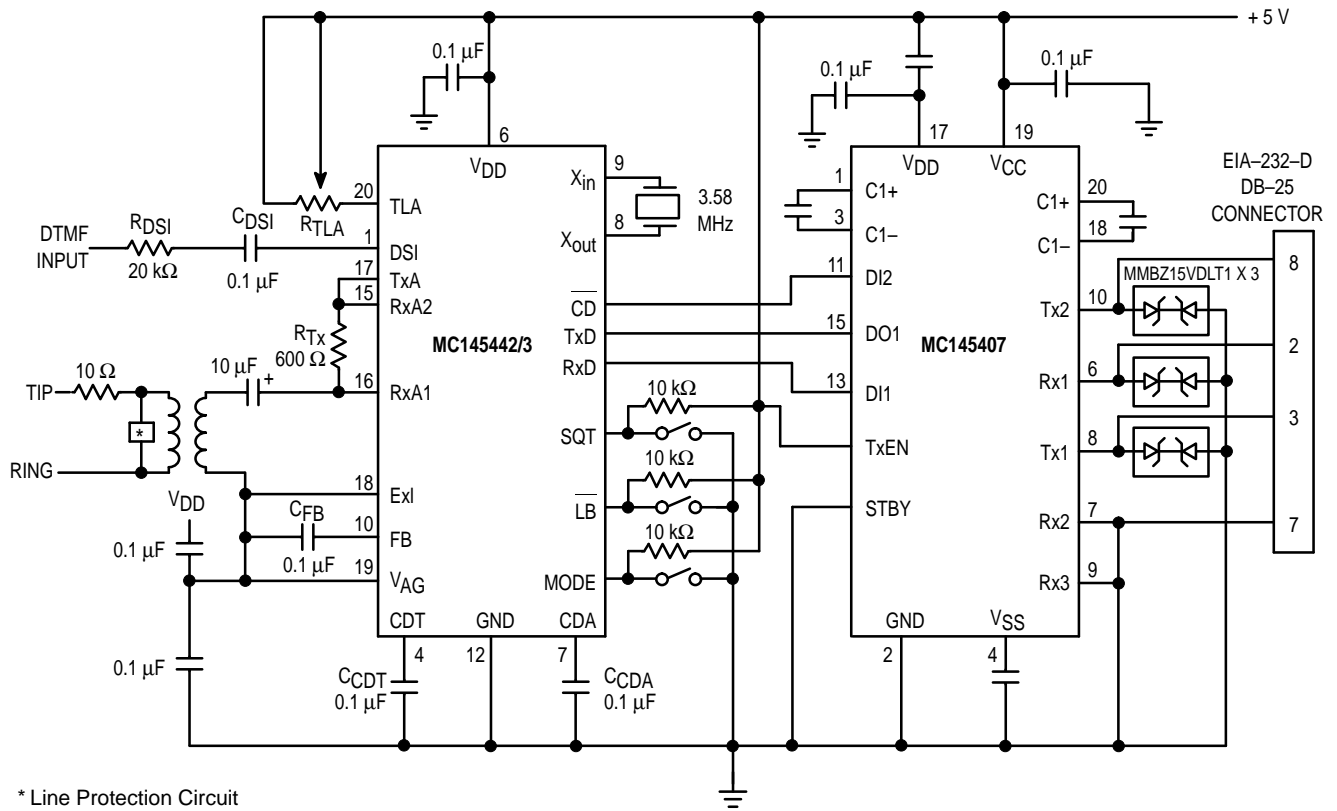 + 5 V
0.1 µF
0.1 µF
0.1 µF
6
VDD
17
VDD
19
VCC
EIA–232–D
DB–25
CONNECTOR
DTMF
INPUT
RDSI
20 kΩ
CDSI
0.1 µF
RTLA
20
TLA
1
DSI
17
TxA
15
RxA2
RTx
600 Ω
10 Ω
TIP
*
RING
10 µF
+
16
RxA1
18
ExI
VDD
CFB
0.1 µF
10
FB
0.1 µF
19
VAG
0.1 µF
MC145442/3
9
Xin
8
Xout
3.58
MHz
CD
TxD
RxD
SQT
10 kΩ
LB
10 kΩ
MODE
10 kΩ
CDT
GND
CDA
4
12
7
CCDT
0.1 µF
CCDA
0.1 µF
1
C1+
3
C1–
11
DI2
15
DO1
13
DI1
TxEN
STBY
MC145407
20
C1+
18
C1–
MMBZ15VDLT1 X 3
Tx2
10
Rx1
6
Tx1
8
Rx2
7
Rx3
9
8
2
3
7
GND
VSS
2
4
* Line Protection Circuit